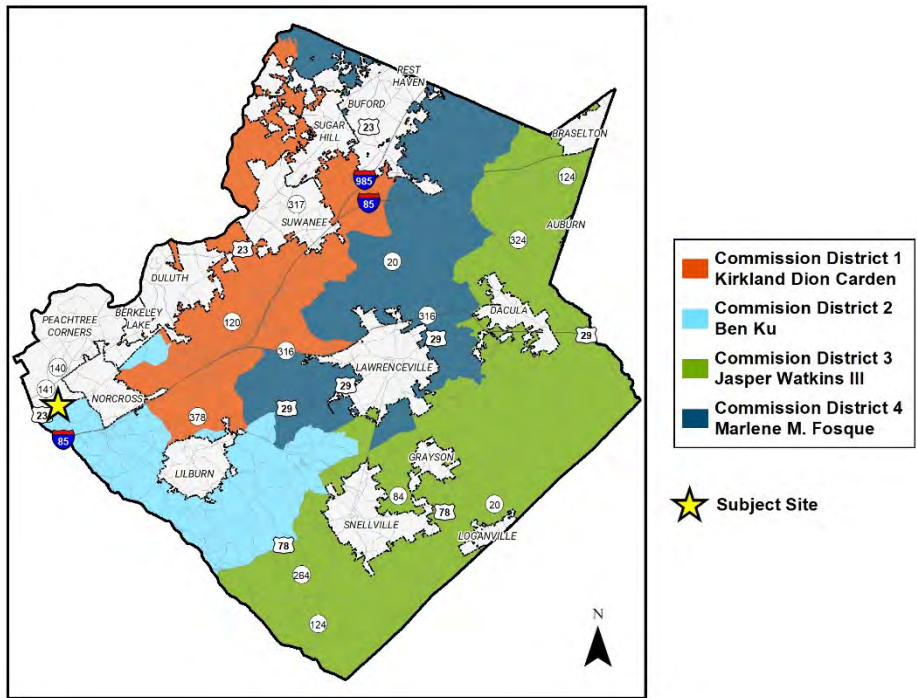 REST
HAVEN
BUFORD
23
SUGAR
HILL
BRASELTON
985
124
85
317
SUWANEE
AUBURN
23
324
20
DULUTH
PEACHTREE
CORNERS
BERKELEY
LAKE
DACULA
316
120
29
29
316
LAWRENCEVILLE
140
29
141
NORCROSS
23
378
29
85
GRAYSON
LILBURN
84
78
20
SNELLVILLE
LOGANVILLE
78
264
124
N
Commission District 1
Kirkland Dion Carden
Commision District 2
Ben Ku
Commision District 3
Jasper Watkins III
Commission District 4
Marlene M. Fosque
Subject Site